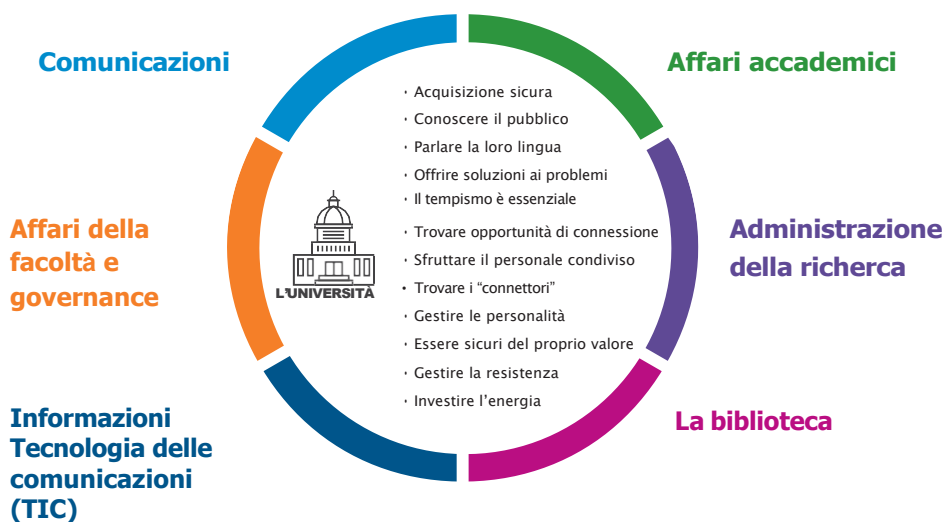 Comunicazioni
Affari accademici
· Acquisizione sicura
· Conoscere il pubblico
· Parlare la loro lingua
· Offrire soluzioni ai problemi
· Il tempismo è essenziale
· Trovare opportunità di connessione
· Sfruttare il personale condiviso
· Trovare i “connettori”
· Gestire le personalità
· Essere sicuri del proprio valore
· Gestire la resistenza
· Investire l’energia
L'UNIVERSITÀ
Affari della
facoltà e
governance
Administrazione
della richerca
Informazioni
Tecnologia delle
comunicazioni
(TIC)
La biblioteca